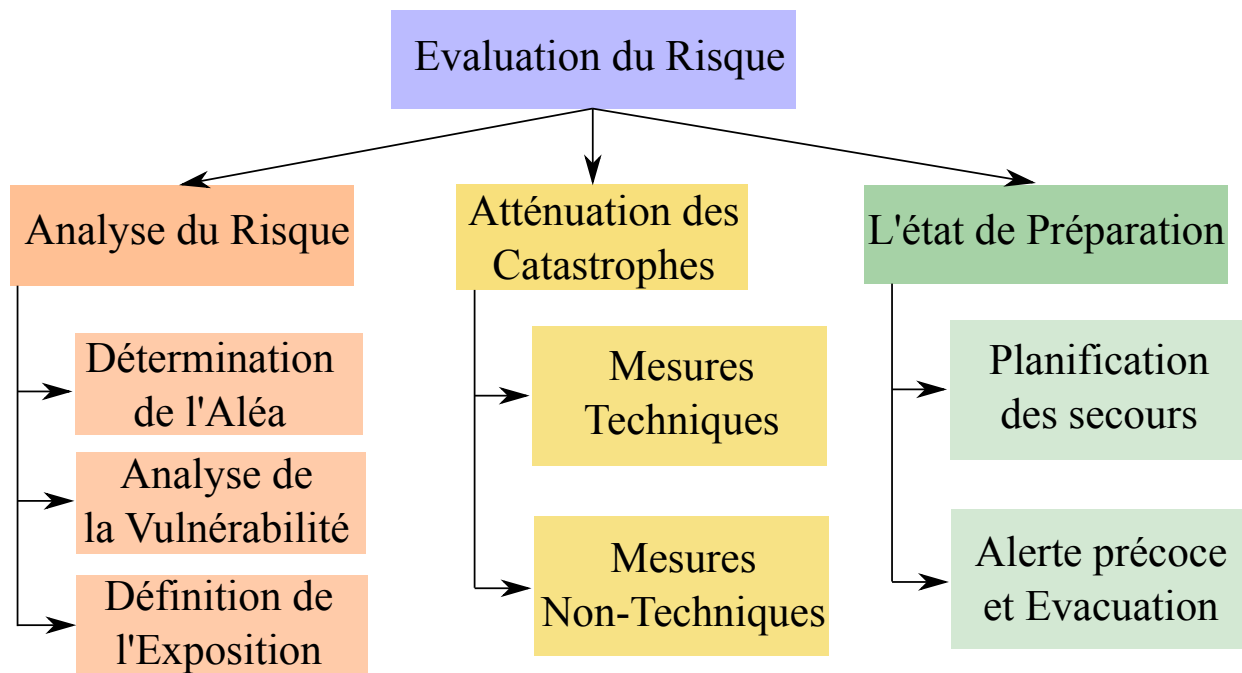 Evaluation du Risque
Analyse du Risque
Détermination
de l'Aléa
Analyse de
la Vulnérabilité
Définition de
l'Exposition
Atténuation des
Catastrophes
Mesures
Techniques
Mesures
Non-Techniques
L'état de Préparation
Planification
des secours
Alerte précoce
et Evacuation